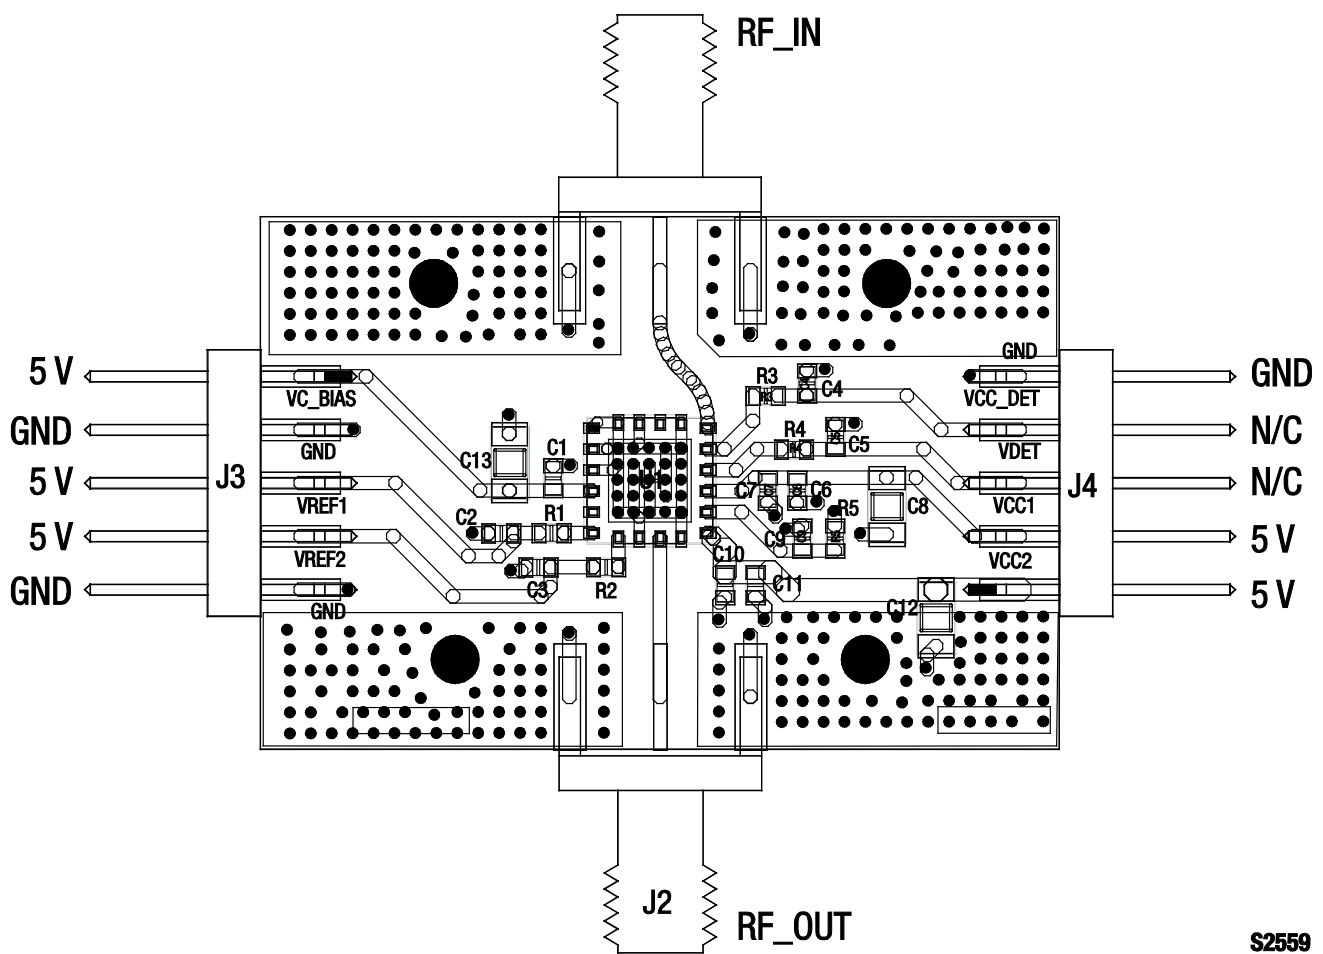 RF_IN
5 V
GND
5 V
5 V
GND
J3
VC_BIAS
GND
VREF1
VREF2
GND
C13
C1
C2
R1
C3
R2
R3
C4
R4
C5
C7
C6
R5
C8
C9
C10
C11
C12
GND
VCC_DET
VDET
VCC1
VCC2
J4
GND
N/C
N/C
5 V
5 V
J2
RF_OUT
S2559